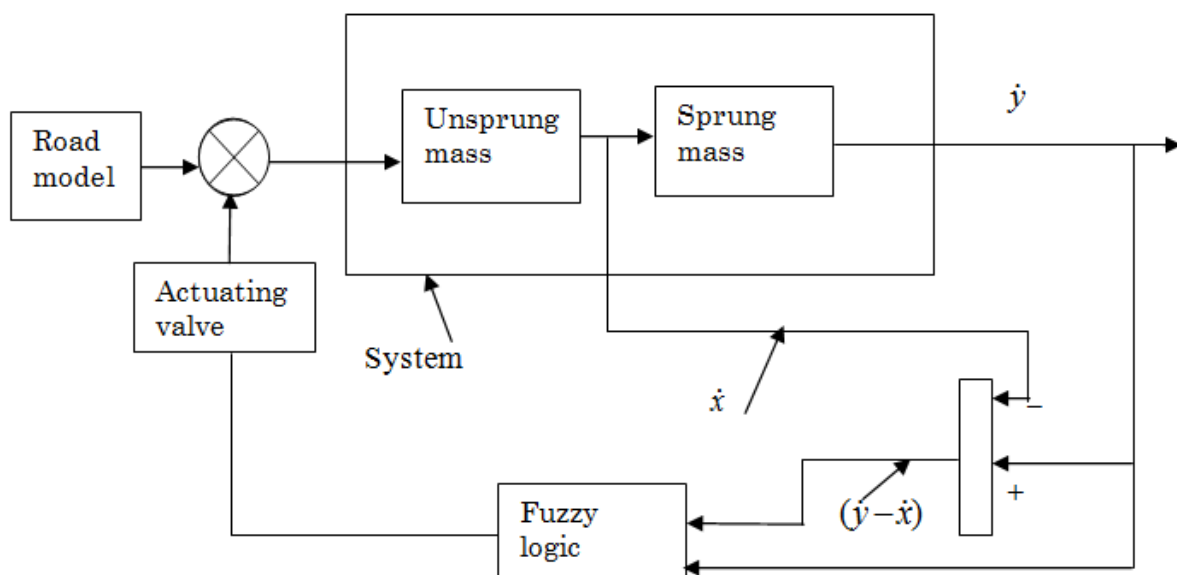 ẏ
Road
model
Unsprung
mass
Sprung
mass
Actuating
valve
System
ẋ
−
+
(ẏ−ẋ)
Fuzzy
logic